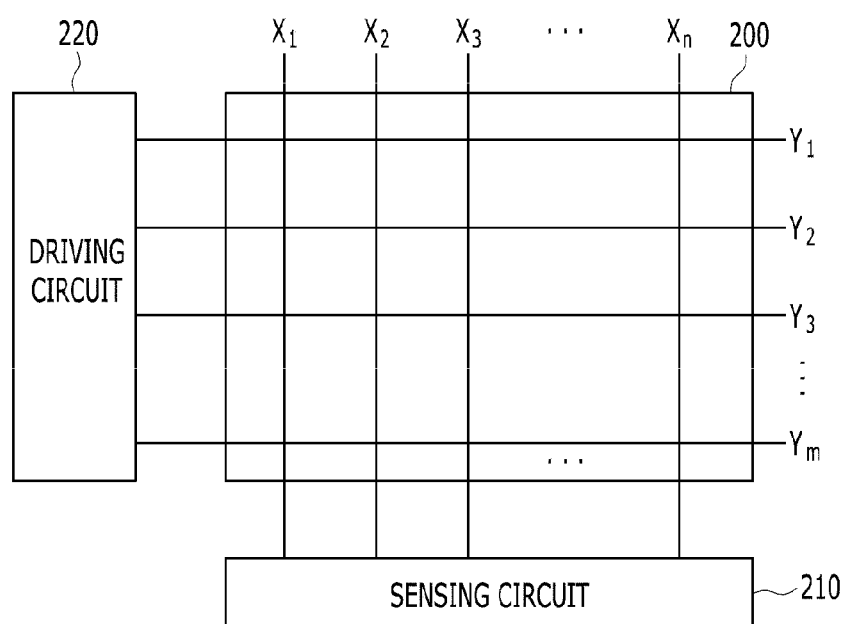 220 X1 X2 X3 ... Xn 200
Y1
Y2
DRIVING
CIRCUIT
Y3
...
Ym
...
SENSING CIRCUIT 210